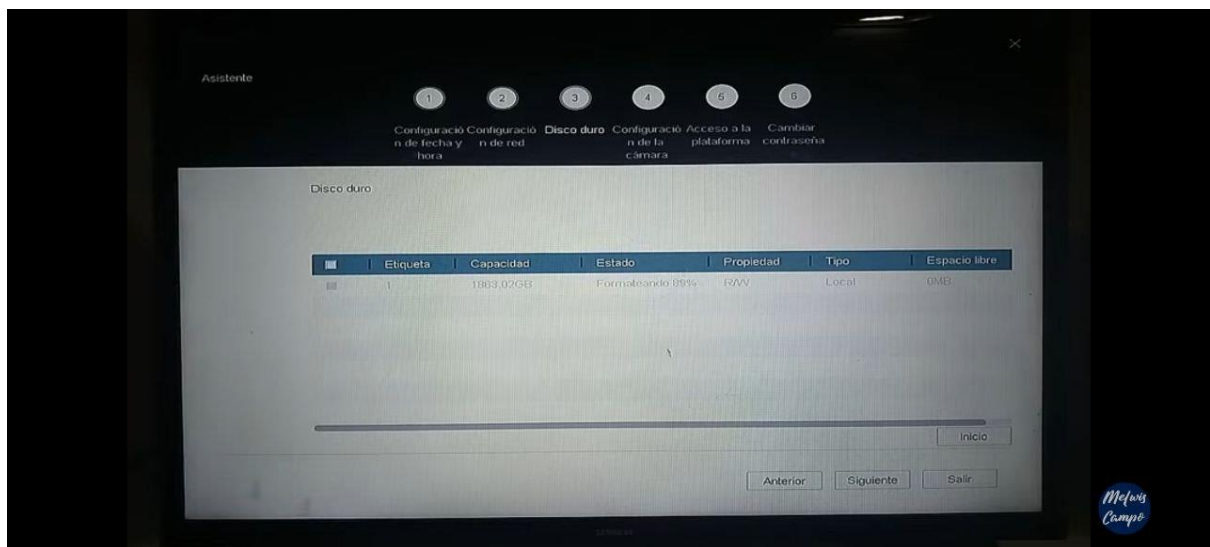 Asistente
1 2 3 4 5 6
Configuració Configuració Disco duro Configuració Acceso a la Cambiar
n de fecha y n de red n de la plataforma contraseña
hora cámara
Disco duro
Etiqueta Capacidad Estado Propiedad Tipo Espacio libre
1 1863,02GB Formateando 89% R/W Local 0MB
Inicio
Anterior Siguiente Salir
Melwis
Campo